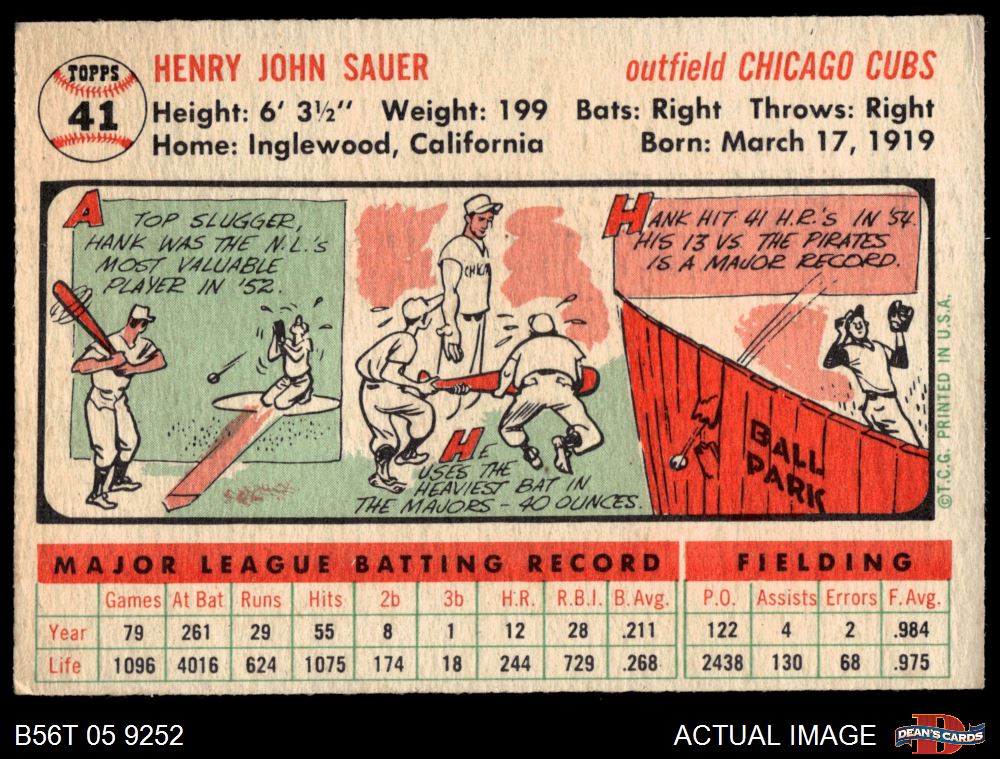 TOPPS
41
HENRY JOHN SAUER
outfield CHICAGO CUBS
Height: 6' 3½" Weight: 199 Bats: Right Throws: Right
Home: Inglewood, California Born: March 17, 1919
A TOP SLUGGER,
HANK WAS THE N.L.'s
MOST VALUABLE
PLAYER IN '52.
CHIC
HE
USES THE
HEAVIEST BAT IN
THE MAJORS - 40 OUNCES.
HANK HIT 41 H.R.'S IN '54.
HIS 13 VS. THE PIRATES
IS A MAJOR RECORD.
BALL
PARK
©T.C.G. PRINTED IN U.S.A.
MAJOR LEAGUE BATTING RECORD FIELDING
Games At Bat Runs Hits 2b 3b H.R. R.B.I. B. Avg. P.O. Assists Errors F. Avg.
Year 79 261 29 55 8 1 12 28 .211 122 4 2 .984
Life 1096 4016 624 1075 174 18 244 729 .268 2438 130 68 .975
B56T 05 9252 ACTUAL IMAGE
DEAN'S CARDS